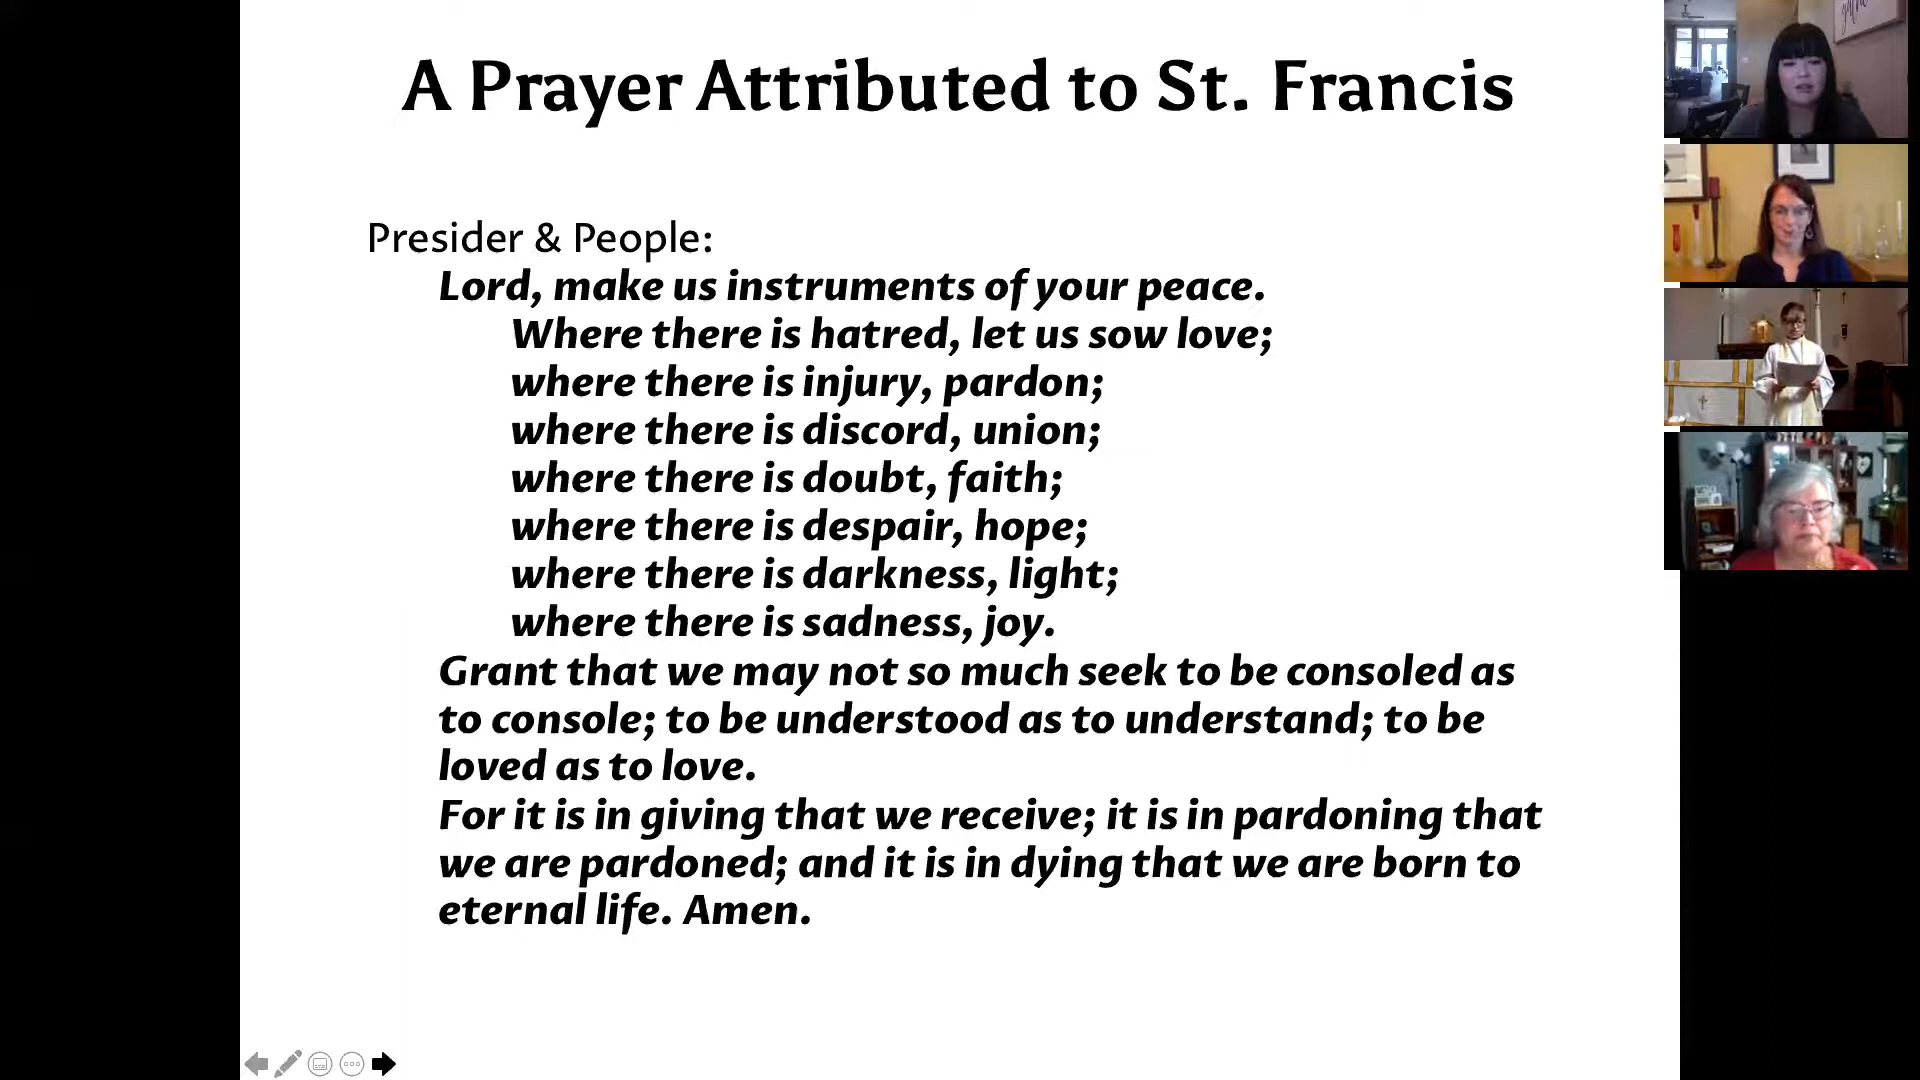 A Prayer Attributed to St. Francis
Presider & People:
Lord, make us instruments of your peace.
Where there is hatred, let us sow love;
where there is injury, pardon;
where there is discord, union;
where there is doubt, faith;
where there is despair, hope;
where there is darkness, light;
where there is sadness, joy.
Grant that we may not so much seek to be consoled as
to console; to be understood as to understand; to be
loved as to love.
For it is in giving that we receive; it is in pardoning that
we are pardoned; and it is in dying that we are born to
eternal life. Amen.